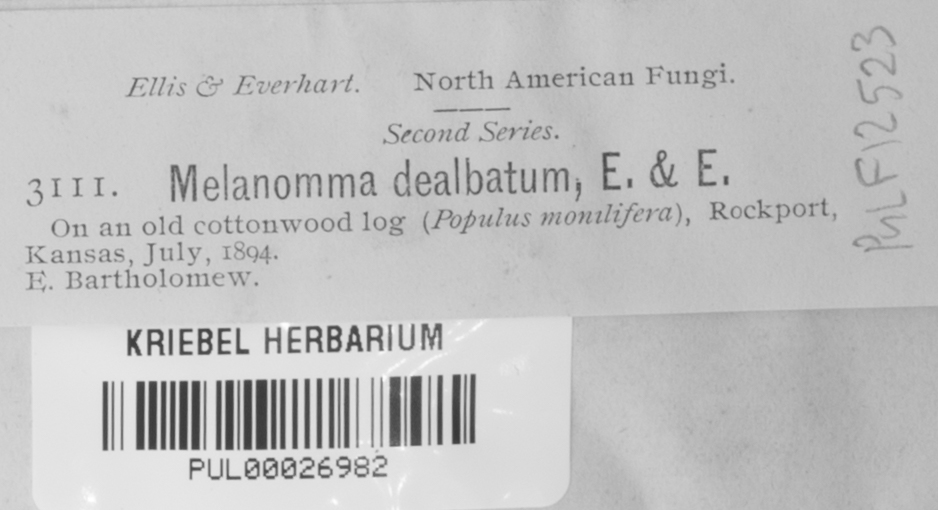 Ellis & Everhart. North American Fungi.
Second Series.
3111. Melanomma dealbatum, E. & E.
On an old cottonwood log (Populus monilifera), Rockport,
Kansas, July, 1894.
E. Bartholomew.
PUL F12523
KRIEBEL HERBARIUM
PUL00026982